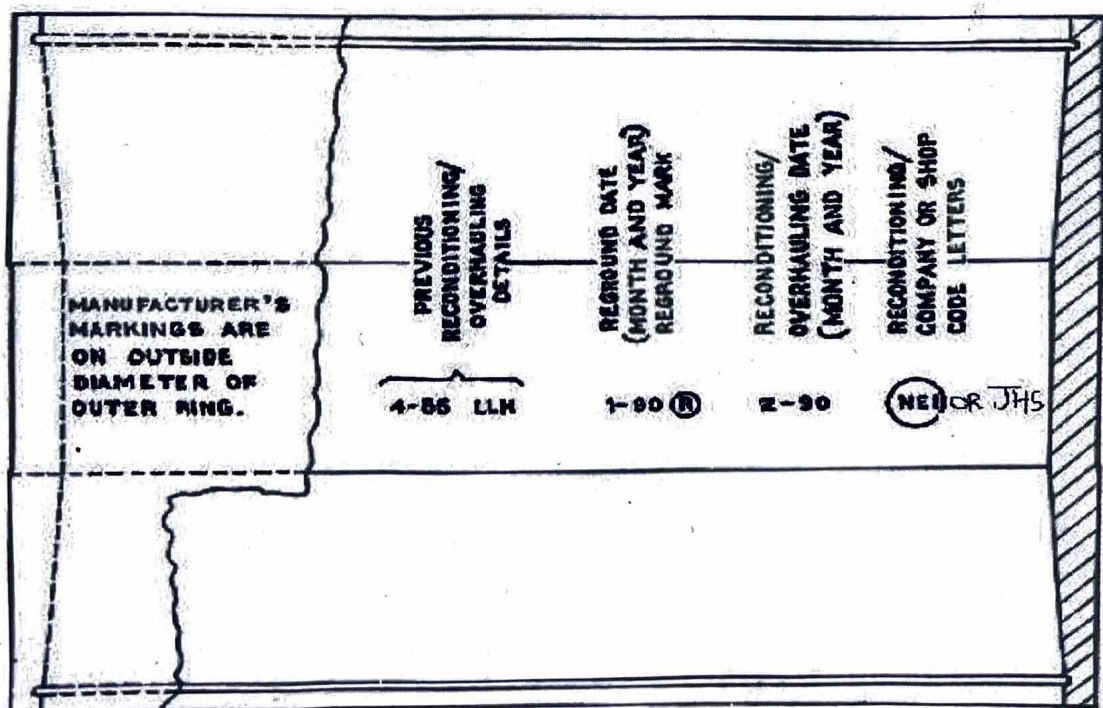 PREVIOUS
RECONDITIONING/
OVERHAULING
DETAILS
REGROUND DATE
(MONTH AND YEAR)
REGROUND MARK
RECONDITIONING/
OVERHAULING DATE
(MONTH AND YEAR)
RECONDITIONING/
COMPANY OR SHOP
CODE LETTERS
MANUFACTURER'S
MARKINGS ARE
ON OUTSIDE
DIAMETER OF
OUTER RING.
4-86 LLH
1-90 R
2-90
NEI OR JHS